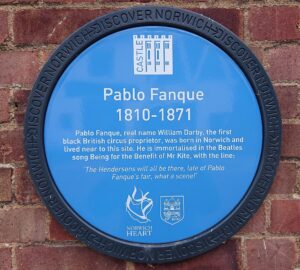 DISCOVER NORWICH
CASTLE
Pablo Fanque
1810-1871
Pablo Fanque, real name William Darby, the first
black British circus proprietor, was born in Norwich and
lived near to this site. He is immortalised in the Beatles
song Being for the Benefit of Mr Kite, with the line:
The Hendersons will all be there, late of Pablo
Fanque's fair, what a scene!
NORWICH
HEART